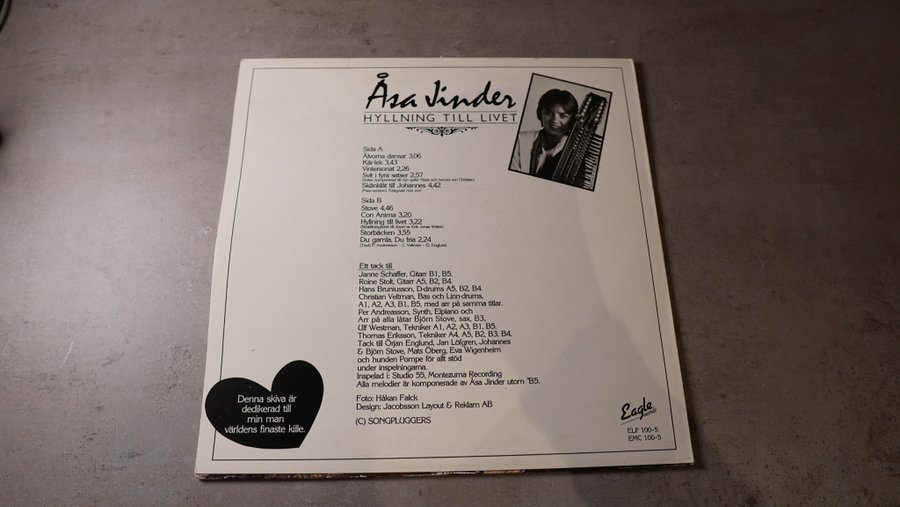 Åsa Jinder
HYLLNING TILL LIVET
Sida A
Älvorna dansar 3,06
Kär-lek 3,43
Vintersonat 2,26
Svit i fyra satser 2,57
Skänklåt till Johannes 4,42
Sida B
Stove 4,46
Con Anima 3,20
Hyllning till livet 3,22
Storbäcken 3,55
Du gamla, Du fria 2,24
(Text: P. Andreasson – C. Veltman – Ö. Englund)
Ett tack till
Janne Schaffer, Gitarr B1, B5.
Roine Stolt, Gitarr A5, B2, B4.
Hans Bruniusson, D-drums A5, B2, B4.
Christian Veltman, Bas och Linn-drums,
A1, A2, A3, B1, B5, med arr på samma titlar.
Per Andreasson, Synth, Elpiano och
Arr på alla låtar Björn Stove, sax, B3,
Ulf Westman, Tekniker A1, A2, A3, B1, B5.
Thomas Eriksson, Tekniker A4, A5, B2, B3, B4.
Tack till Örjan Englund, Jan Löfgren, Johannes
& Björn Stove, Mats Öberg, Eva Wigenheim
och hunden Pompe för allt stöd
under inspelningarna.
Inspelad i: Studio 55, Montezuma Recording
Alla melodier är komponerade av Åsa Jinder utom "B5.
Foto: Håkan Falck
Design: Jacobsson Layout & Reklam AB
(C) SONGPLUGGERS
Denna skiva är
dedikerad till
min man
världens finaste kille.
Eagle
records
ELP 100-5
EMC 100-5